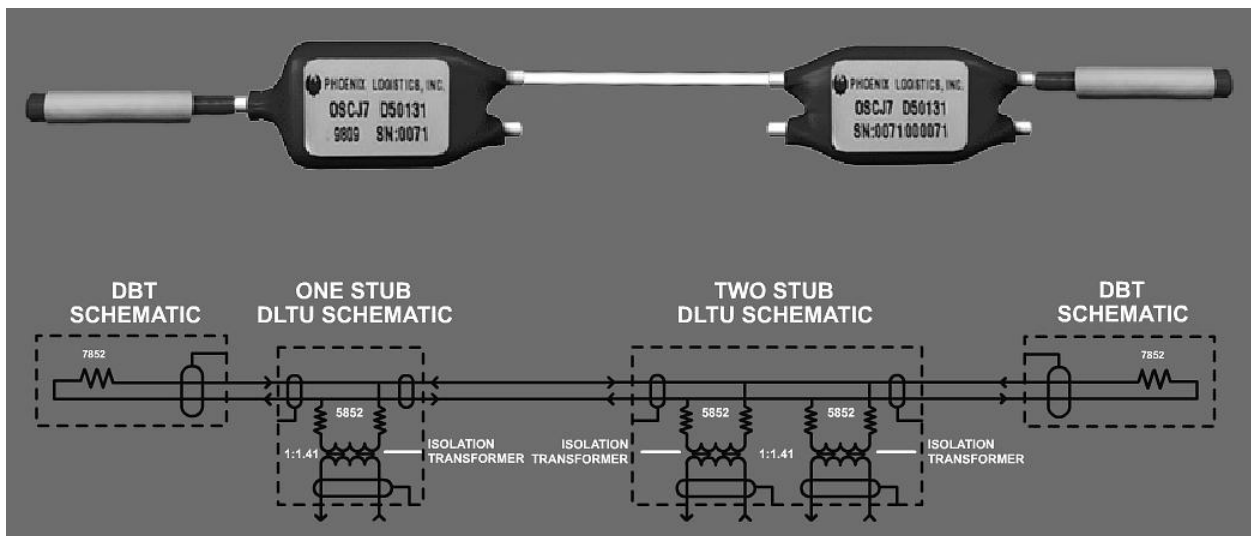 PHOENIX LOGISTICS, INC.
OSCJ7 D50131
9809 SN:0071
PHOENIX LOGISTICS, INC.
OSCJ7 D50131
SN:0071000071
DBT
SCHEMATIC
ONE STUB
DLTU SCHEMATIC
TWO STUB
DLTU SCHEMATIC
DBT
SCHEMATIC
7852
7852
5852
5852
5852
1:1.41
ISOLATION
TRANSFORMER
ISOLATION
TRANSFORMER
1:1.41
ISOLATION
TRANSFORMER